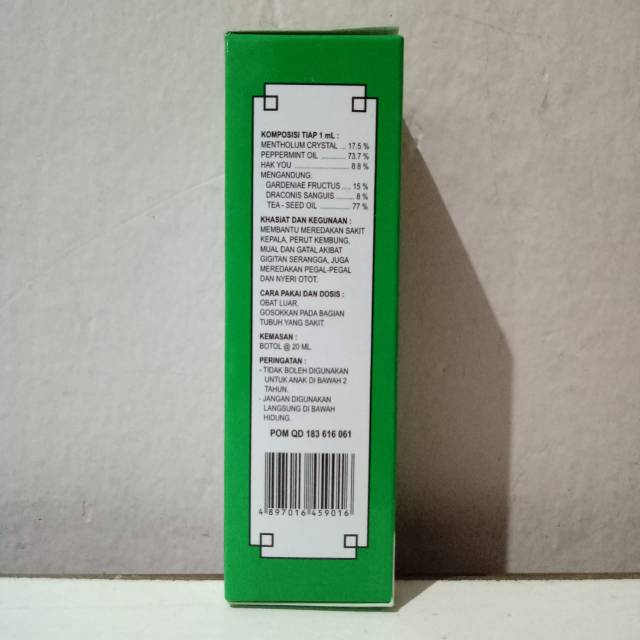 KOMPOSISI TIAP 1 mL :
MENTHOLUM CRYSTAL ... 17.5 %
PEPPERMINT OIL ............ 73.7 %
HAK YOU ........................ 8.8 %
MENGANDUNG:
GARDENIAE FRUCTUS .... 15 %
DRACONIS SANGUIS ....... 8 %
TEA - SEED OIL ........... 77 %
KHASIAT DAN KEGUNAAN :
MEMBANTU MEREDAKAN SAKIT
KEPALA, PERUT KEMBUNG,
MUAL DAN GATAL AKIBAT
GIGITAN SERANGGA, JUGA
MEREDAKAN PEGAL-PEGAL
DAN NYERI OTOT.
CARA PAKAI DAN DOSIS :
OBAT LUAR.
GOSOKKAN PADA BAGIAN
TUBUH YANG SAKIT.
KEMASAN :
BOTOL @ 20 ML
PERINGATAN :
- TIDAK BOLEH DIGUNAKAN
UNTUK ANAK DI BAWAH 2
TAHUN.
- JANGAN DIGUNAKAN
LANGSUNG DI BAWAH
HIDUNG.
POM QD 183 616 061
4 897016 459016